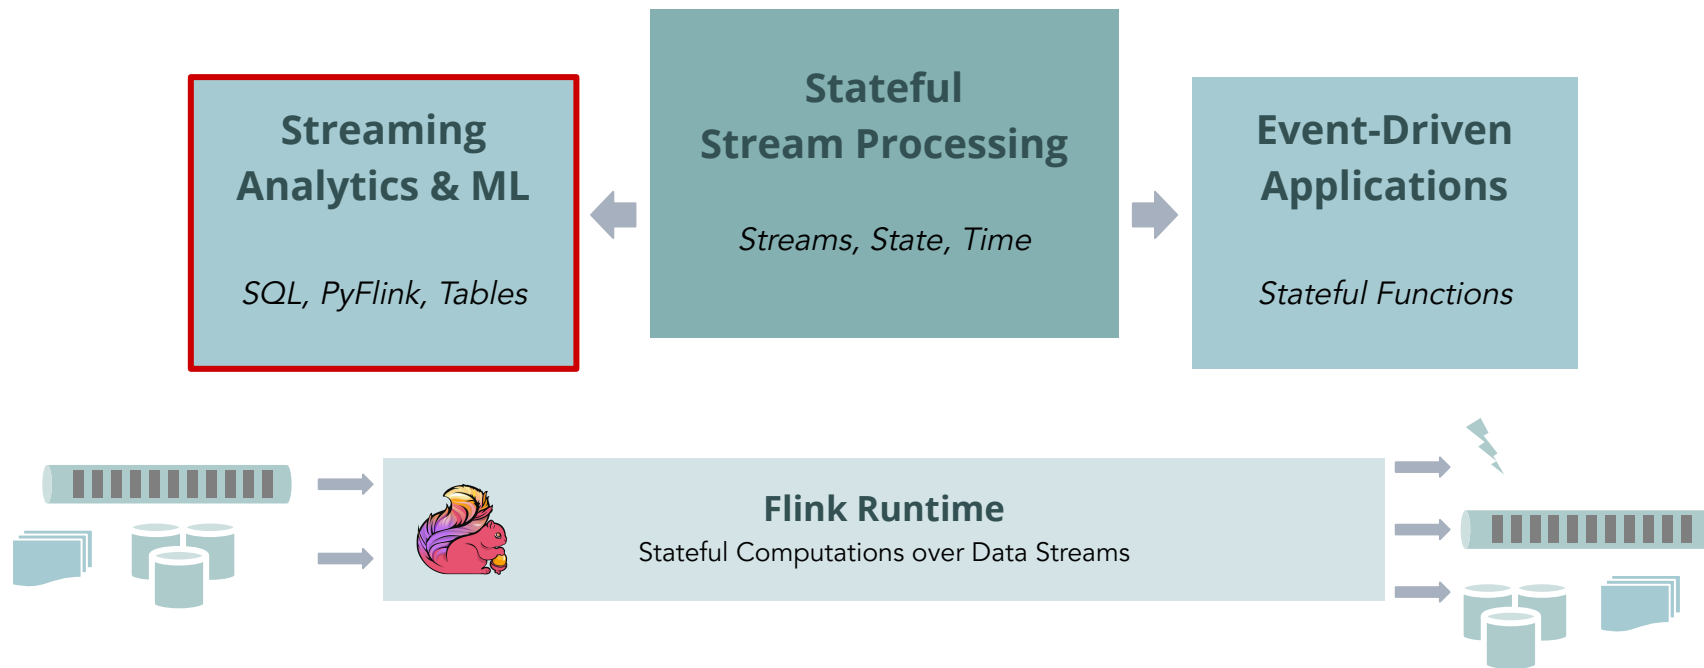 Streaming
Analytics & ML
SQL, PyFlink, Tables
Stateful
Stream Processing
Streams, State, Time
Event-Driven
Applications
Stateful Functions
Flink Runtime
Stateful Computations over Data Streams